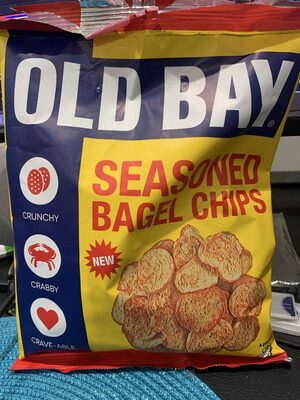 OLD BAY®
SEASONED
BAGEL CHIPS
CRUNCHY
NEW
CRABBY
CRAVE-ABLE